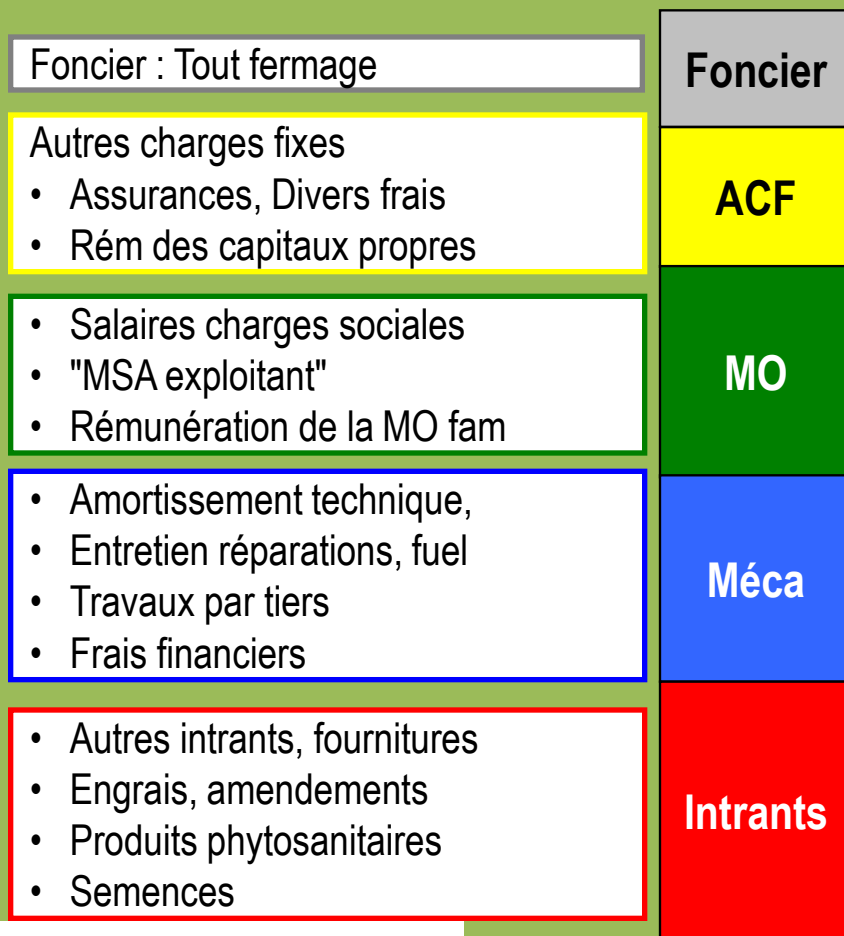 Foncier : Tout fermage
Foncier
Autres charges fixes
• Assurances, Divers frais
• Rém des capitaux propres
ACF
• Salaires charges sociales
• "MSA exploitant"
• Rémunération de la MO fam
MO
• Amortissement technique,
• Entretien réparations, fuel
• Travaux par tiers
• Frais financiers
Méca
• Autres intrants, fournitures
• Engrais, amendements
• Produits phytosanitaires
• Semences
Intrants